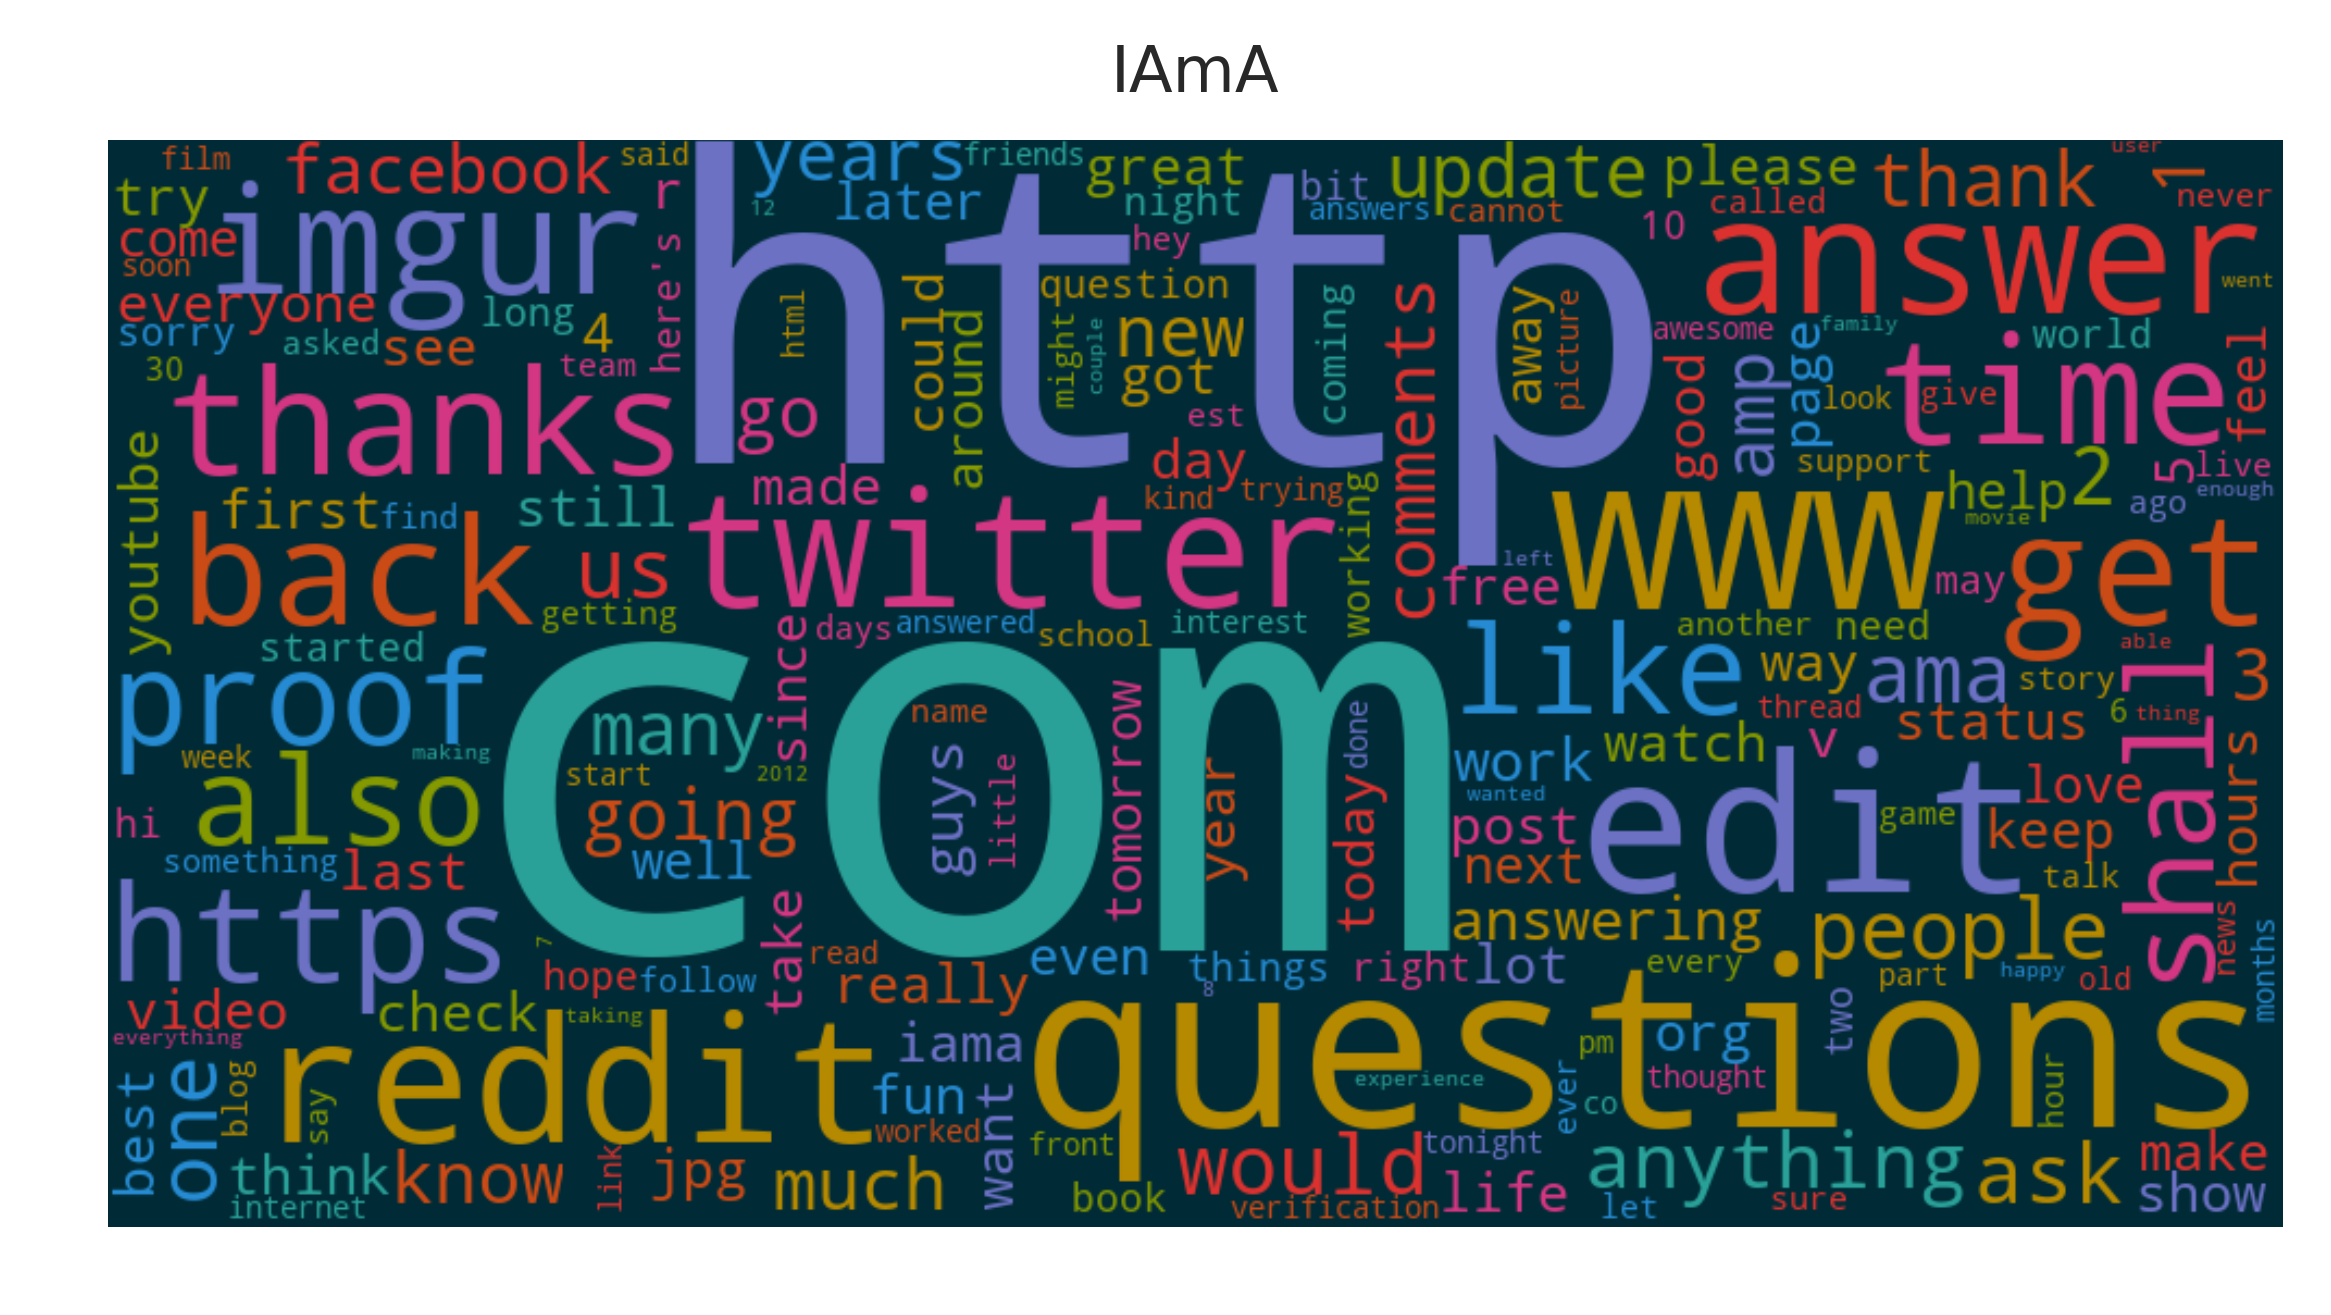 IAmA
film
facebook
said
years
friends
great
update
please
thank
user
1
never
try
imgur
r
12
later
night
bit
answers
cannot
10
called
answer
come
soon
http
hey
went
everyone
long
here's
html
could
question
coming
comments
away
picture
awesome
page
family
world
feel
sorry
asked
see
4
team
around
might
couple
new
got
good
amp
look
give
time
30
thanks
go
est
youtube
made
day
kind
trying
working
support
help
2
5
live
ago
enough
movie
first
find
still
twitter
www
left
free
may
get
back
us
getting
days
answered
school
interest
another
need
able
started
since
like
way
ama
story
shall
3
proof
com
many
name
tomorrow
done
thread
status
6
thing
week
making
start
2012
guys
little
year
today
work
watch
v
wanted
edit
love
hours
hi
also
going
post
game
keep
something
last
well
next
talk
https
take
answering
people
news
months
7
read
even
things
right
lot
every
part
happy
old
hope
follow
really
8
video
check
taking
everything
reddit
iama
questions
two
pm
org
best
one
blog
say
fun
want
experience
ever
co
thought
hour
worked
front
tonight
think
know
link
jpg
much
would
anything
ask
make
internet
book
verification
life
let
sure
show